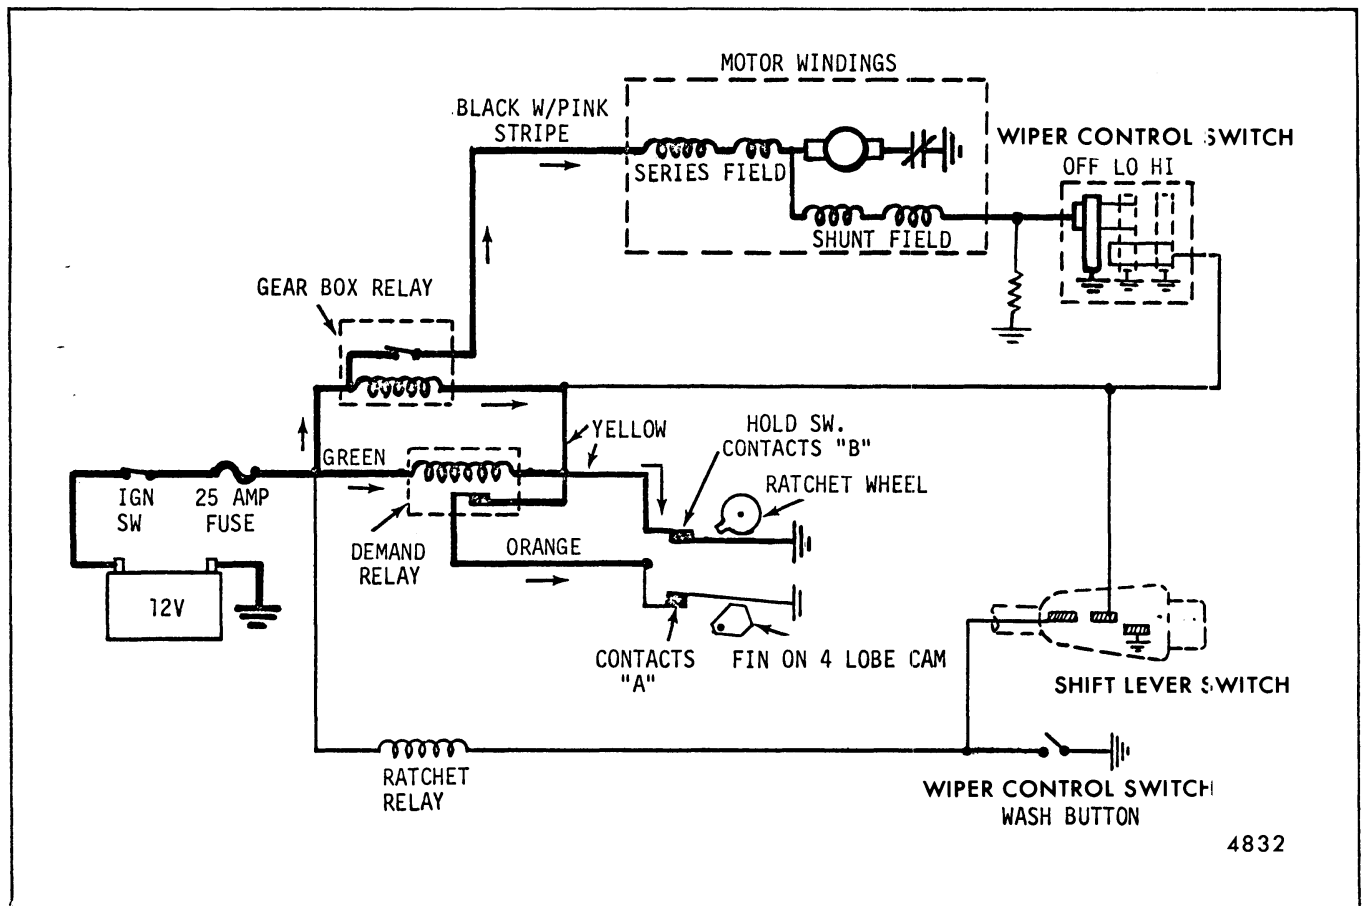 MOTOR WINDINGS
BLACK W/PINK
STRIPE
SERIES FIELD
SHUNT FIELD
WIPER CONTROL SWITCH
OFF LO HI
GEAR BOX RELAY
YELLOW
HOLD SW.
CONTACTS "B"
GREEN
RATCHET WHEEL
IGN
SW
25 AMP
FUSE
DEMAND
RELAY
ORANGE
12V
CONTACTS
"A"
FIN ON 4 LOBE CAM
SHIFT LEVER SWITCH
RATCHET
RELAY
WIPER CONTROL SWITCH
WASH BUTTON
4832